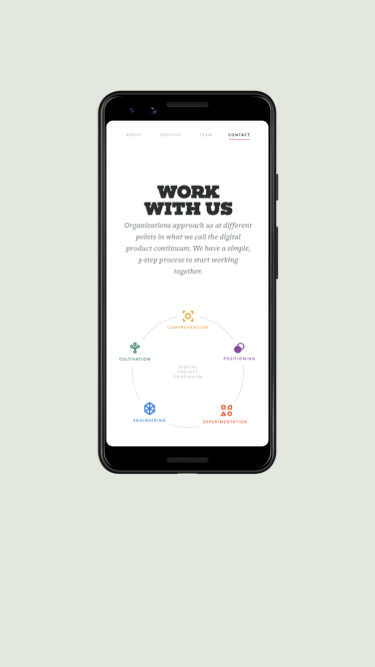 ABOUT SERVICES TEAM CONTACT
WORK
WITH US
Organizations approach us at different
points in what we call the digital
product continuum. We have a simple,
3-step process to start working
together.
COMPREHENSION
CULTIVATION
POSITIONING
DIGITAL
PROJECT
CONTINUUM
ENGINEERING
EXPERIMENTATION